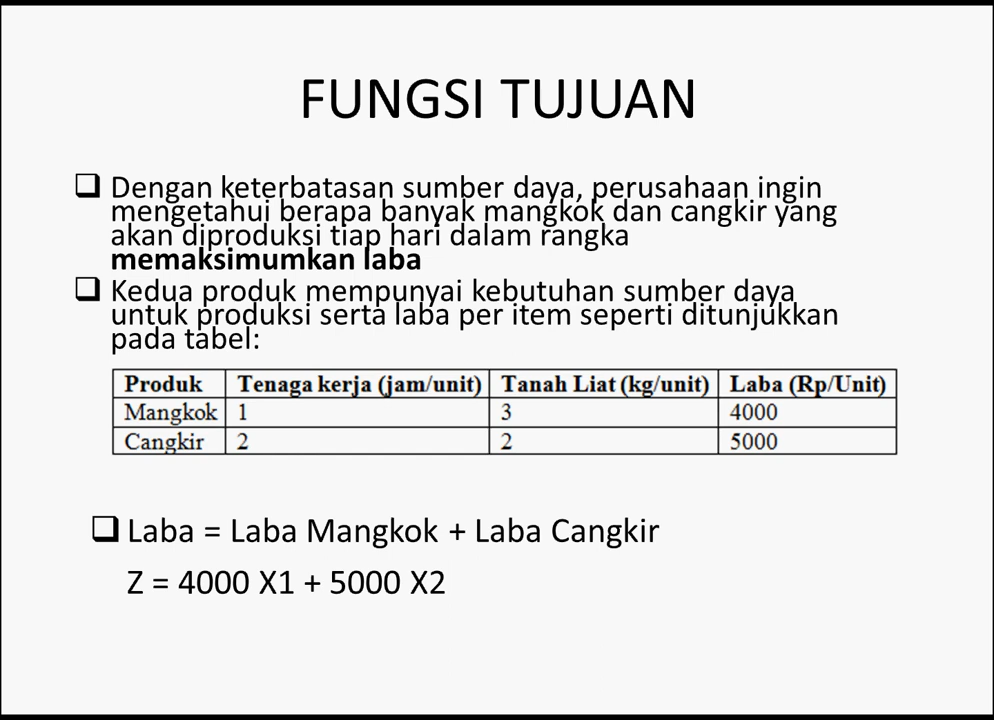 FUNGSI TUJUAN
Dengan keterbatasan sumber daya, perusahaan ingin
mengetahui berapa banyak mangkok dan cangkir yang
akan diproduksi tiap hari dalam rangka
memaksimumkan laba
Kedua produk mempunyai kebutuhan sumber daya
untuk produksi serta laba per item seperti ditunjukkan
pada tabel:
Produk Tenaga kerja (jam/unit) Tanah Liat (kg/unit) Laba (Rp/Unit)
Mangkok 1 3 4000
Cangkir 2 2 5000
Laba = Laba Mangkok + Laba Cangkir
Z = 4000 X1 + 5000 X2